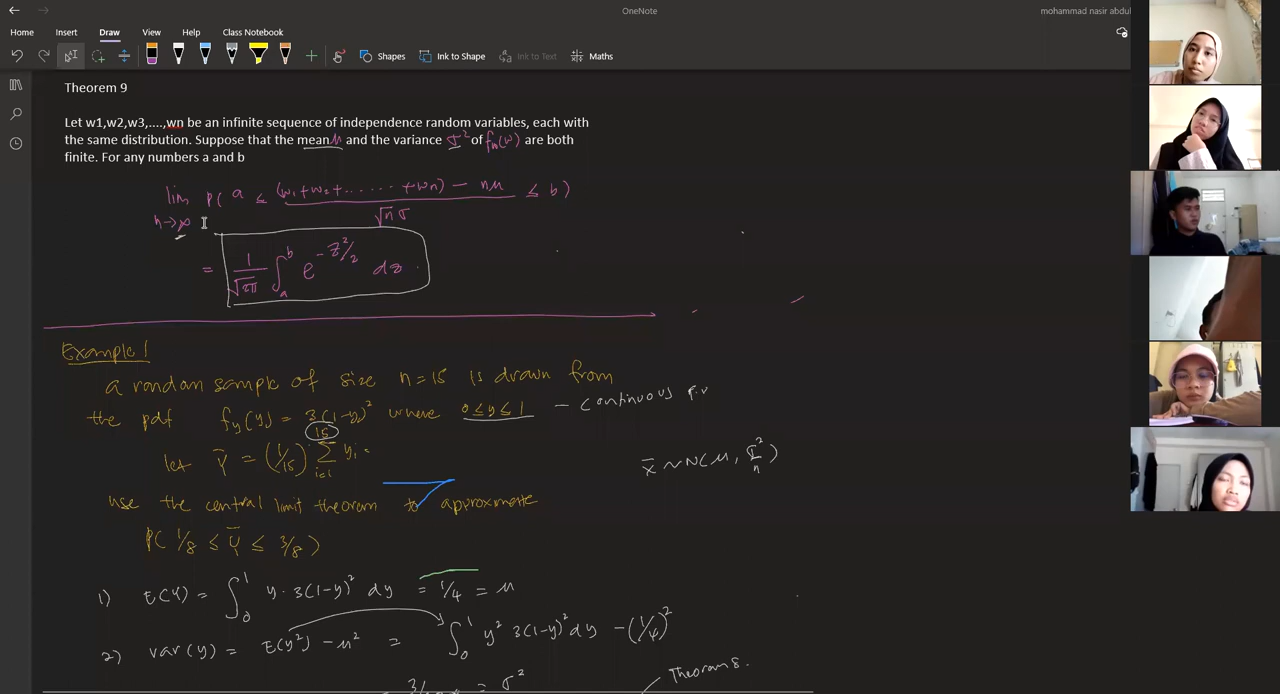 OneNote
mohammad nasir abdul
Home Insert Draw View Help Class Notebook
Shapes Ink to Shape Ink to Text Maths
Theorem 9
Let w1,w2,w3,....,wn be an infinite sequence of independence random variables, each with
the same distribution. Suppose that the mean μ and the variance σ² of fw(w) are both
finite. For any numbers a and b
lim P( a ≤ (w1+w2+......+wn) − nμ ≤ b)
n→∞ √n σ
= 1/√2π ∫ₐᵇ e^(−z²/2) dz.
Example 1
a random sample of size n=15 is drawn from
the pdf fy(y) = 3(1-y)² where 0≤y≤1 – continuous r.v
let Ȳ = (1/15) Σ_{i=1}^{15} yi
x̄ ~ N(μ, σ²/n)
use the central limit theorem to approximate
P( 1/8 ≤ Ȳ ≤ 3/8 )
1) E(Y) = ∫₀¹ y · 3(1-y)² dy = 1/4 = μ
2) var(y) = E(y²) − μ² = ∫₀¹ y² 3(1-y)² dy − (1/4)²
= σ²
Theorem 8.